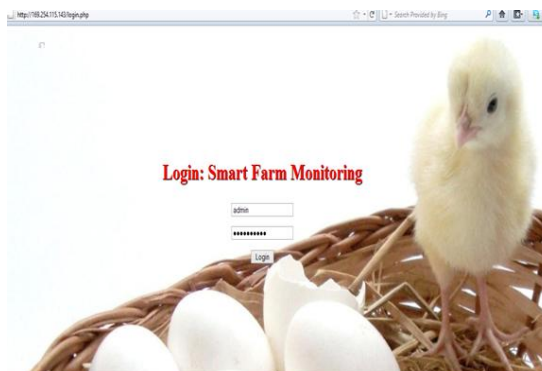 http://169.254.115.143/login.php
Search Provided by Bing
Login: Smart Farm Monitoring
admin
••••••••••
Login